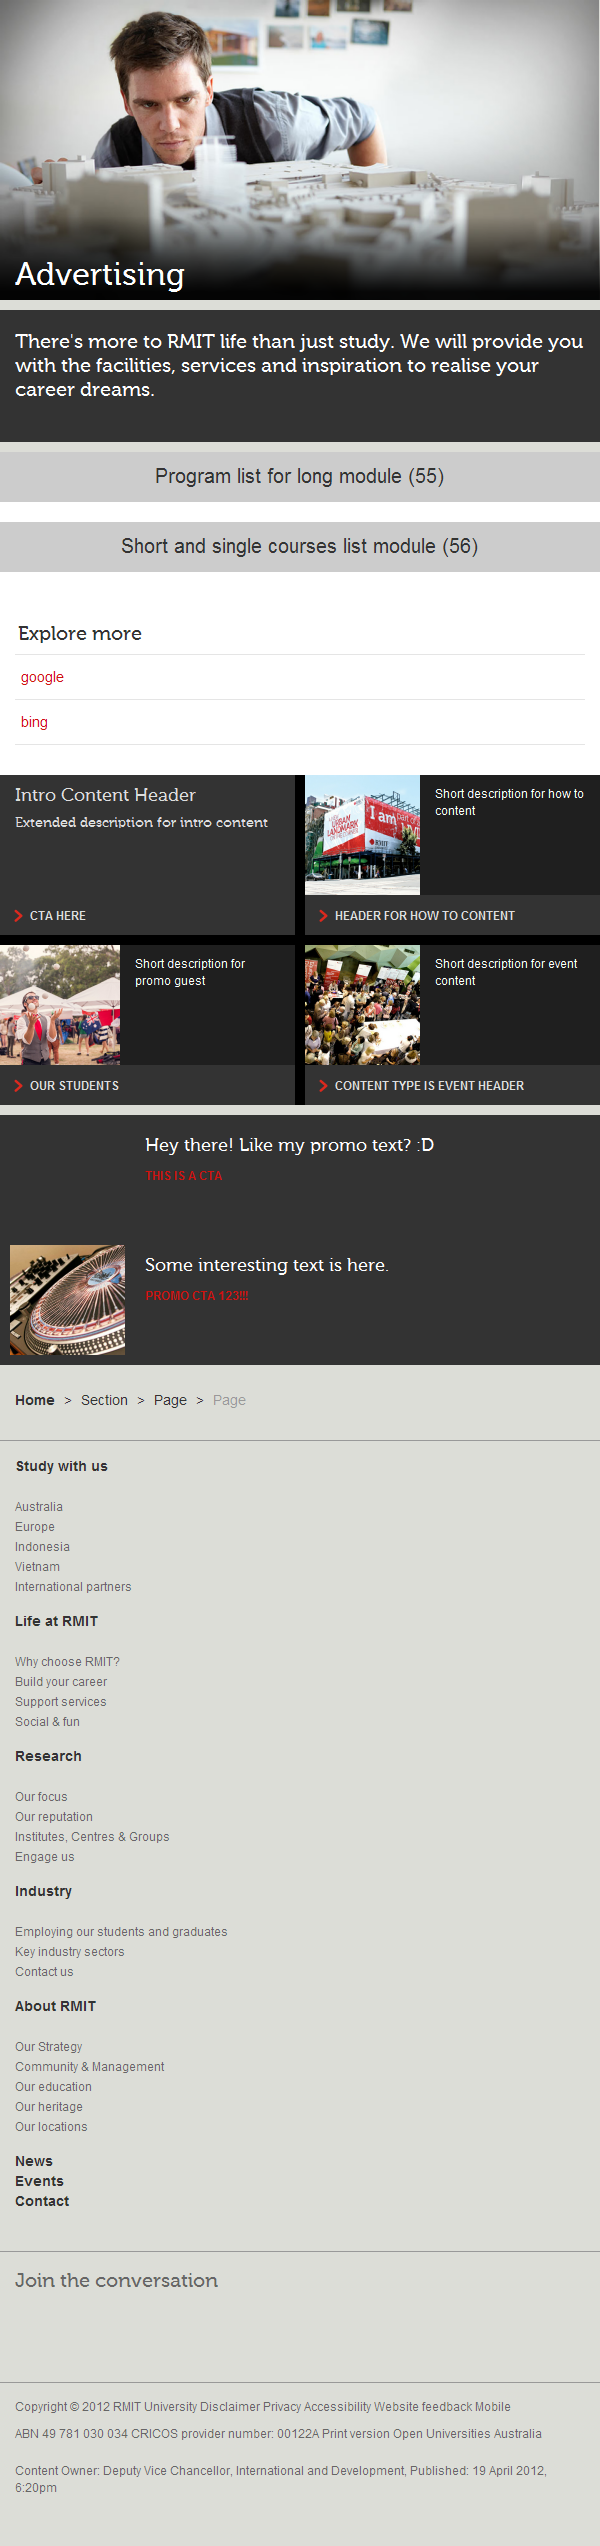 Advertising
There's more to RMIT life than just study. We will provide you
with the facilities, services and inspiration to realise your
career dreams.
Program list for long module (55)
Short and single courses list module (56)
Explore more
google
bing
Intro Content Header
Extended description for intro content
CTA HERE
URBAN
LANDMARK
I am
RMIT
Short description for how to
content
HEADER FOR HOW TO CONTENT
Short description for
promo guest
OUR STUDENTS
Short description for event
content
CONTENT TYPE IS EVENT HEADER
Hey there! Like my promo text? :D
THIS IS A CTA
Some interesting text is here.
PROMO CTA 123!!!
Home > Section > Page > Page
Study with us
Australia
Europe
Indonesia
Vietnam
International partners
Life at RMIT
Why choose RMIT?
Build your career
Support services
Social & fun
Research
Our focus
Our reputation
Institutes, Centres & Groups
Engage us
Industry
Employing our students and graduates
Key industry sectors
Contact us
About RMIT
Our Strategy
Community & Management
Our education
Our heritage
Our locations
News
Events
Contact
Join the conversation
Copyright © 2012 RMIT University Disclaimer Privacy Accessibility Website feedback Mobile
ABN 49 781 030 034 CRICOS provider number: 00122A Print version Open Universities Australia
Content Owner: Deputy Vice Chancellor, International and Development, Published: 19 April 2012,
6:20pm